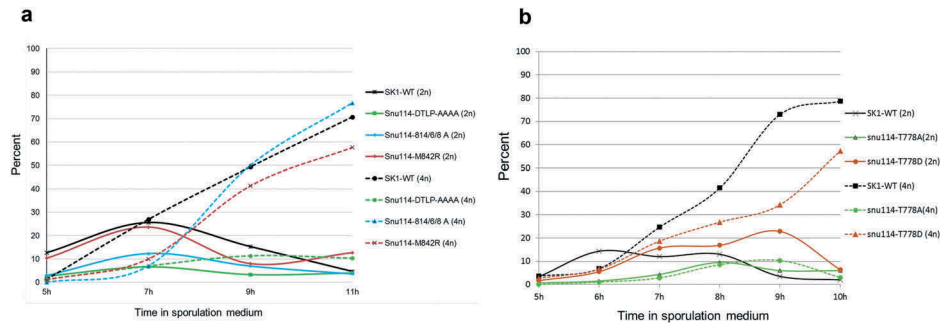 a
100
90
80
70
60
50
40
30
20
10
0
Percent
5h 7h 9h 11h
Time in sporulation medium
SK1-WT (2n)
Snu114-DTLP-AAAA (2n)
Snu114-814/6/8 A (2n)
Snu114-M842R (2n)
SK1-WT (4n)
Snu114-DTLP-AAAA (4n)
Snu114-814/6/8 A (4n)
Snu114-M842R (4n)
b
100
90
80
70
60
50
40
30
20
10
0
Percent
5h 6h 7h 8h 9h 10h
Time in sporulation medium
SK1-WT (2n)
snu114-T778A(2n)
snu114-T778D (2n)
SK1-WT (4n)
snu114-T778A(4n)
snu114-T778D (4n)